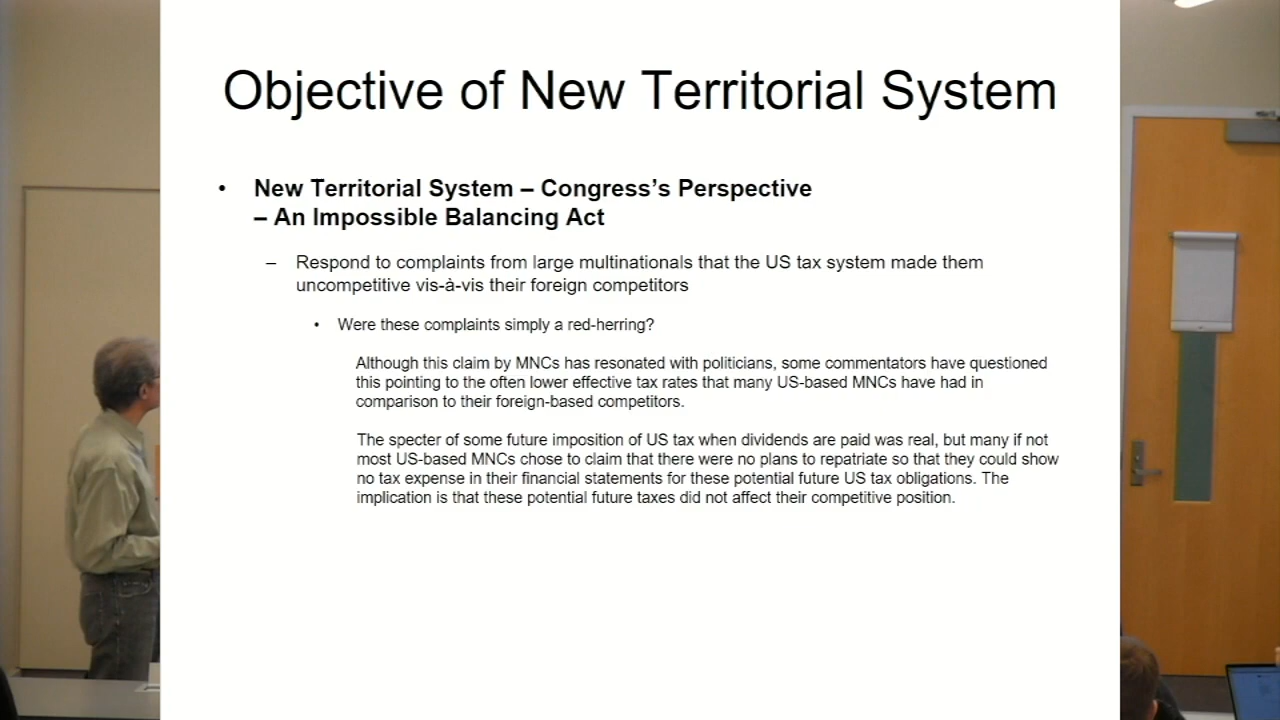 Objective of New Territorial System
• New Territorial System – Congress's Perspective
– An Impossible Balancing Act
– Respond to complaints from large multinationals that the US tax system made them
uncompetitive vis-à-vis their foreign competitors
• Were these complaints simply a red-herring?
Although this claim by MNCs has resonated with politicians, some commentators have questioned
this pointing to the often lower effective tax rates that many US-based MNCs have had in
comparison to their foreign-based competitors.
The specter of some future imposition of US tax when dividends are paid was real, but many if not
most US-based MNCs chose to claim that there were no plans to repatriate so that they could show
no tax expense in their financial statements for these potential future US tax obligations. The
implication is that these potential future taxes did not affect their competitive position.